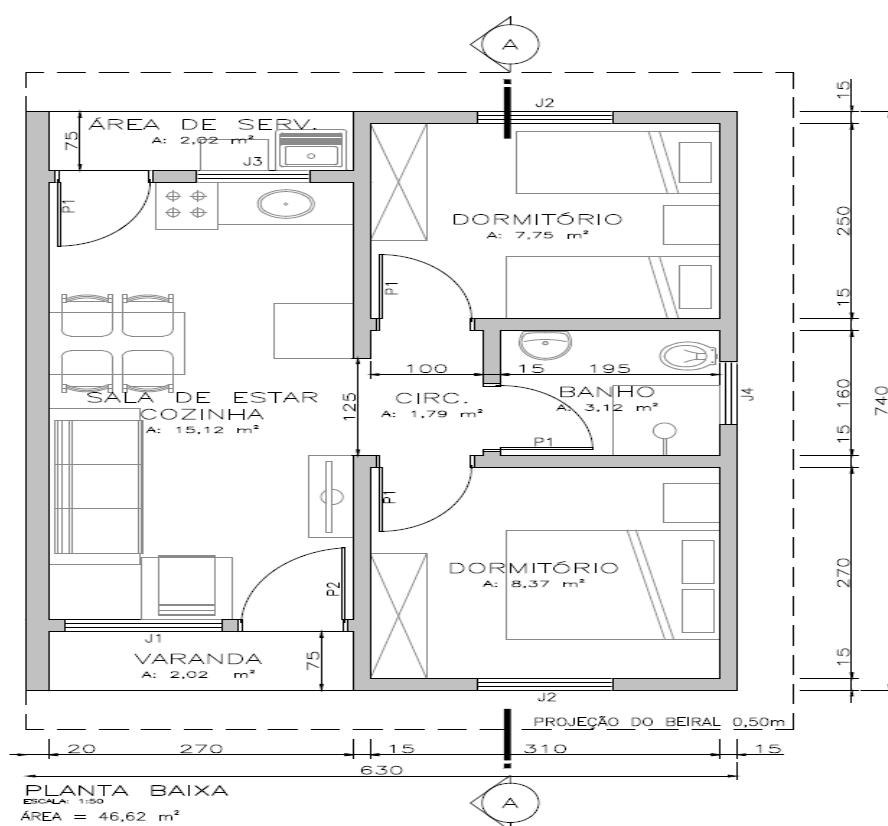 A
J2
15
ÁREA DE SERV.
A: 2,02 m²
75
J3
P1
DORMITÓRIO
A: 7,75 m²
250
P1
15
100
15
195
BANHO
A: 3,12 m²
J4
160
740
SALA DE ESTAR
COZINHA
A: 15,12 m²
125
CIRC.
A: 1,79 m²
P1
15
P1
DORMITÓRIO
A: 8,37 m²
270
P2
J1
VARANDA
A: 2,02 m²
75
15
J2
PROJEÇÃO DO BEIRAL 0,50m
20
270
15
310
15
630
PLANTA BAIXA
ESCALA: 1:50
ÁREA = 46,62 m²
A